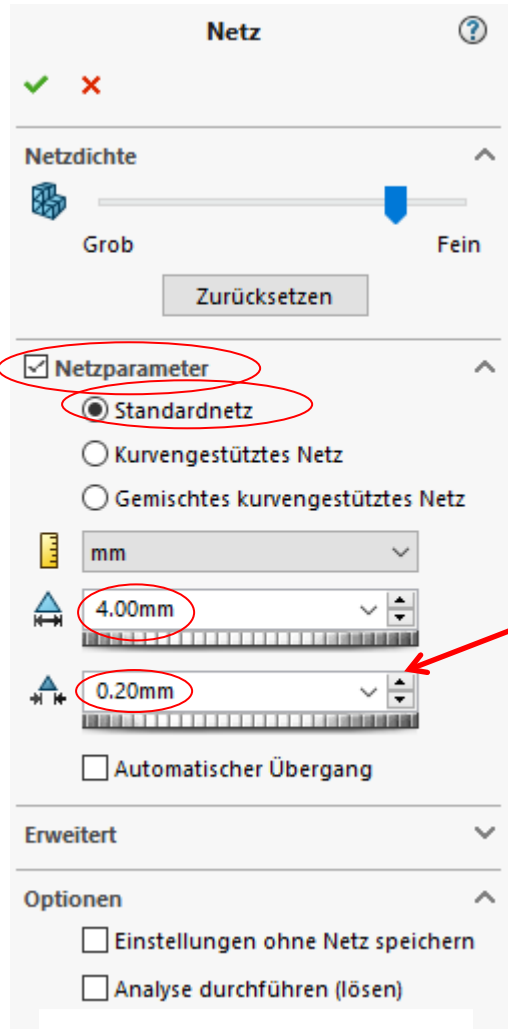 Netz
Netzdichte
Grob Fein
Zurücksetzen
Netzparameter
Standardnetz
Kurvengestütztes Netz
Gemischtes kurvengestütztes Netz
mm
4.00mm
0.20mm
Automatischer Übergang
Erweitert
Optionen
Einstellungen ohne Netz speichern
Analyse durchführen (lösen)